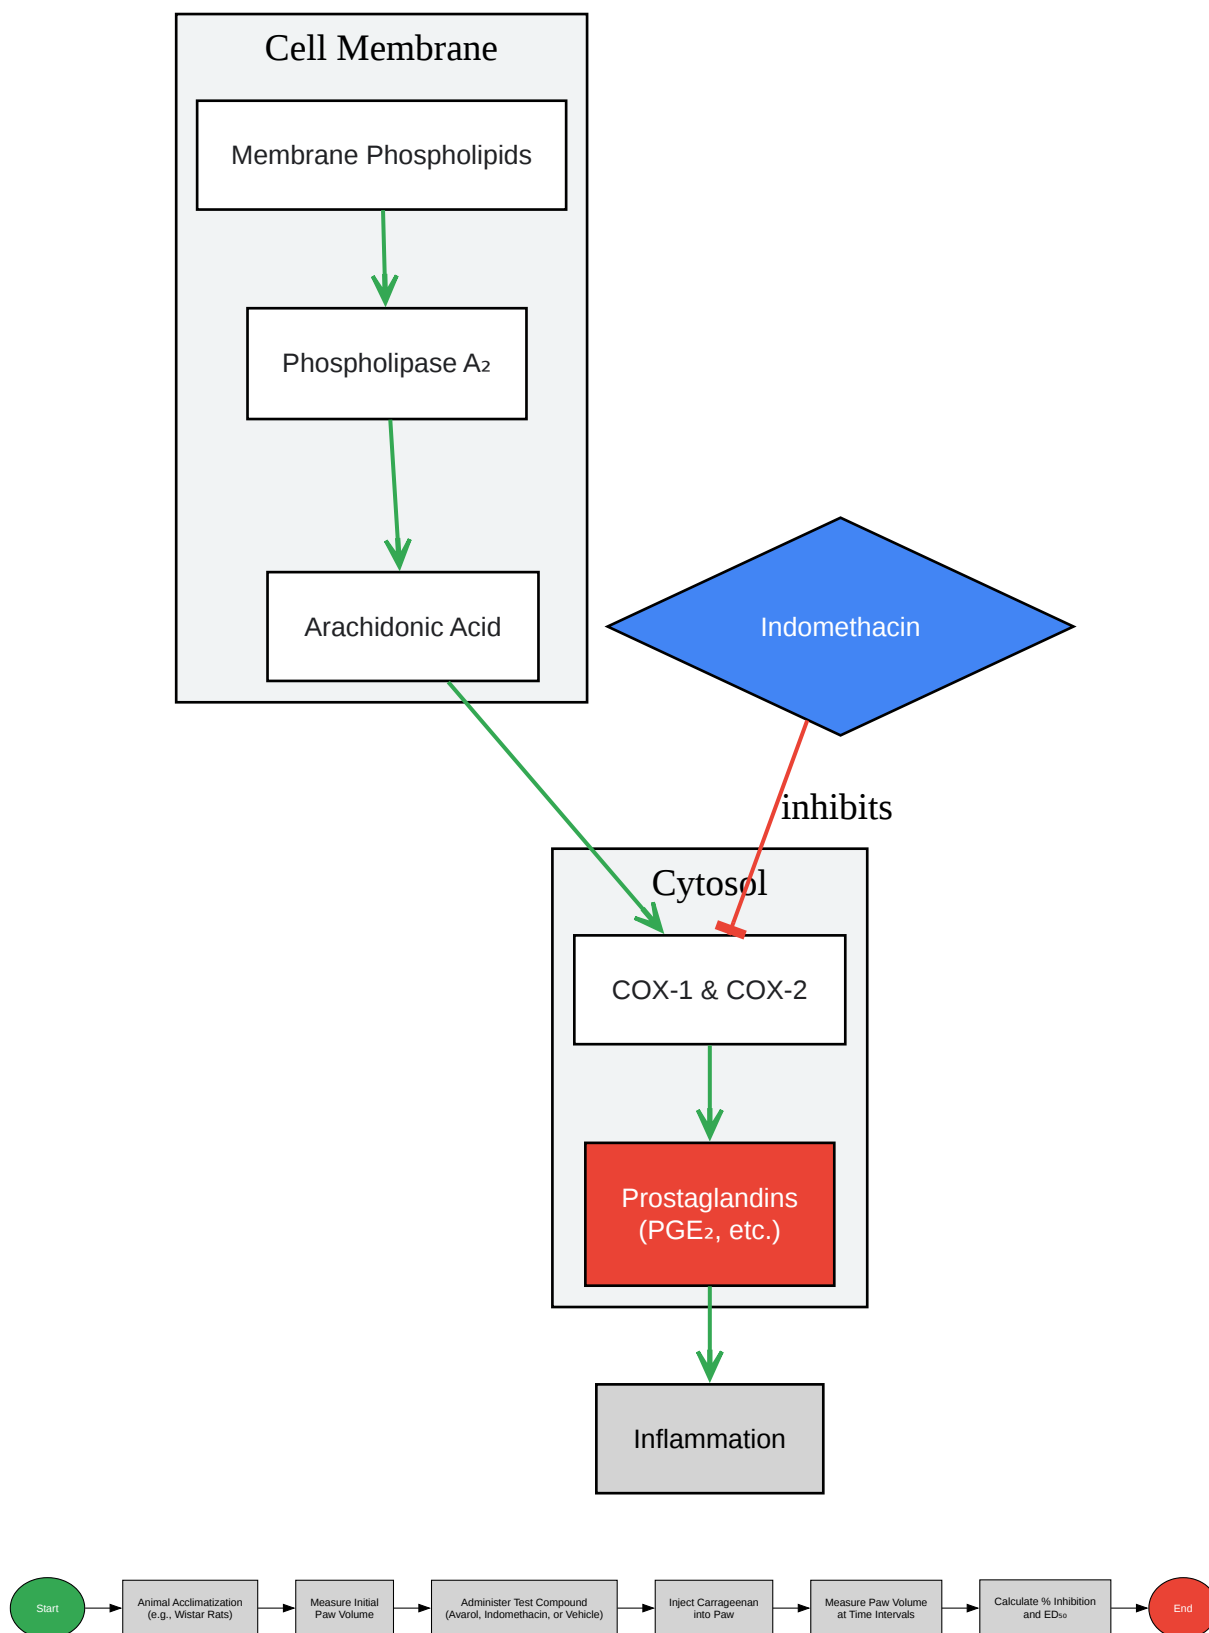 Cell Membrane
Membrane Phospholipids
Phospholipase A₂
Arachidonic Acid
Indomethacin
inhibits
Cytosol
COX-1 & COX-2
Prostaglandins
(PGE₂, etc.)
Inflammation
Start
Animal Acclimatization
(e.g., Wistar Rats)
Measure Initial
Paw Volume
Administer Test Compound
(Avarol, Indomethacin, or Vehicle)
Inject Carrageenan
into Paw
Measure Paw Volume
at Time Intervals
Calculate % Inhibition
and ED₅₀
End